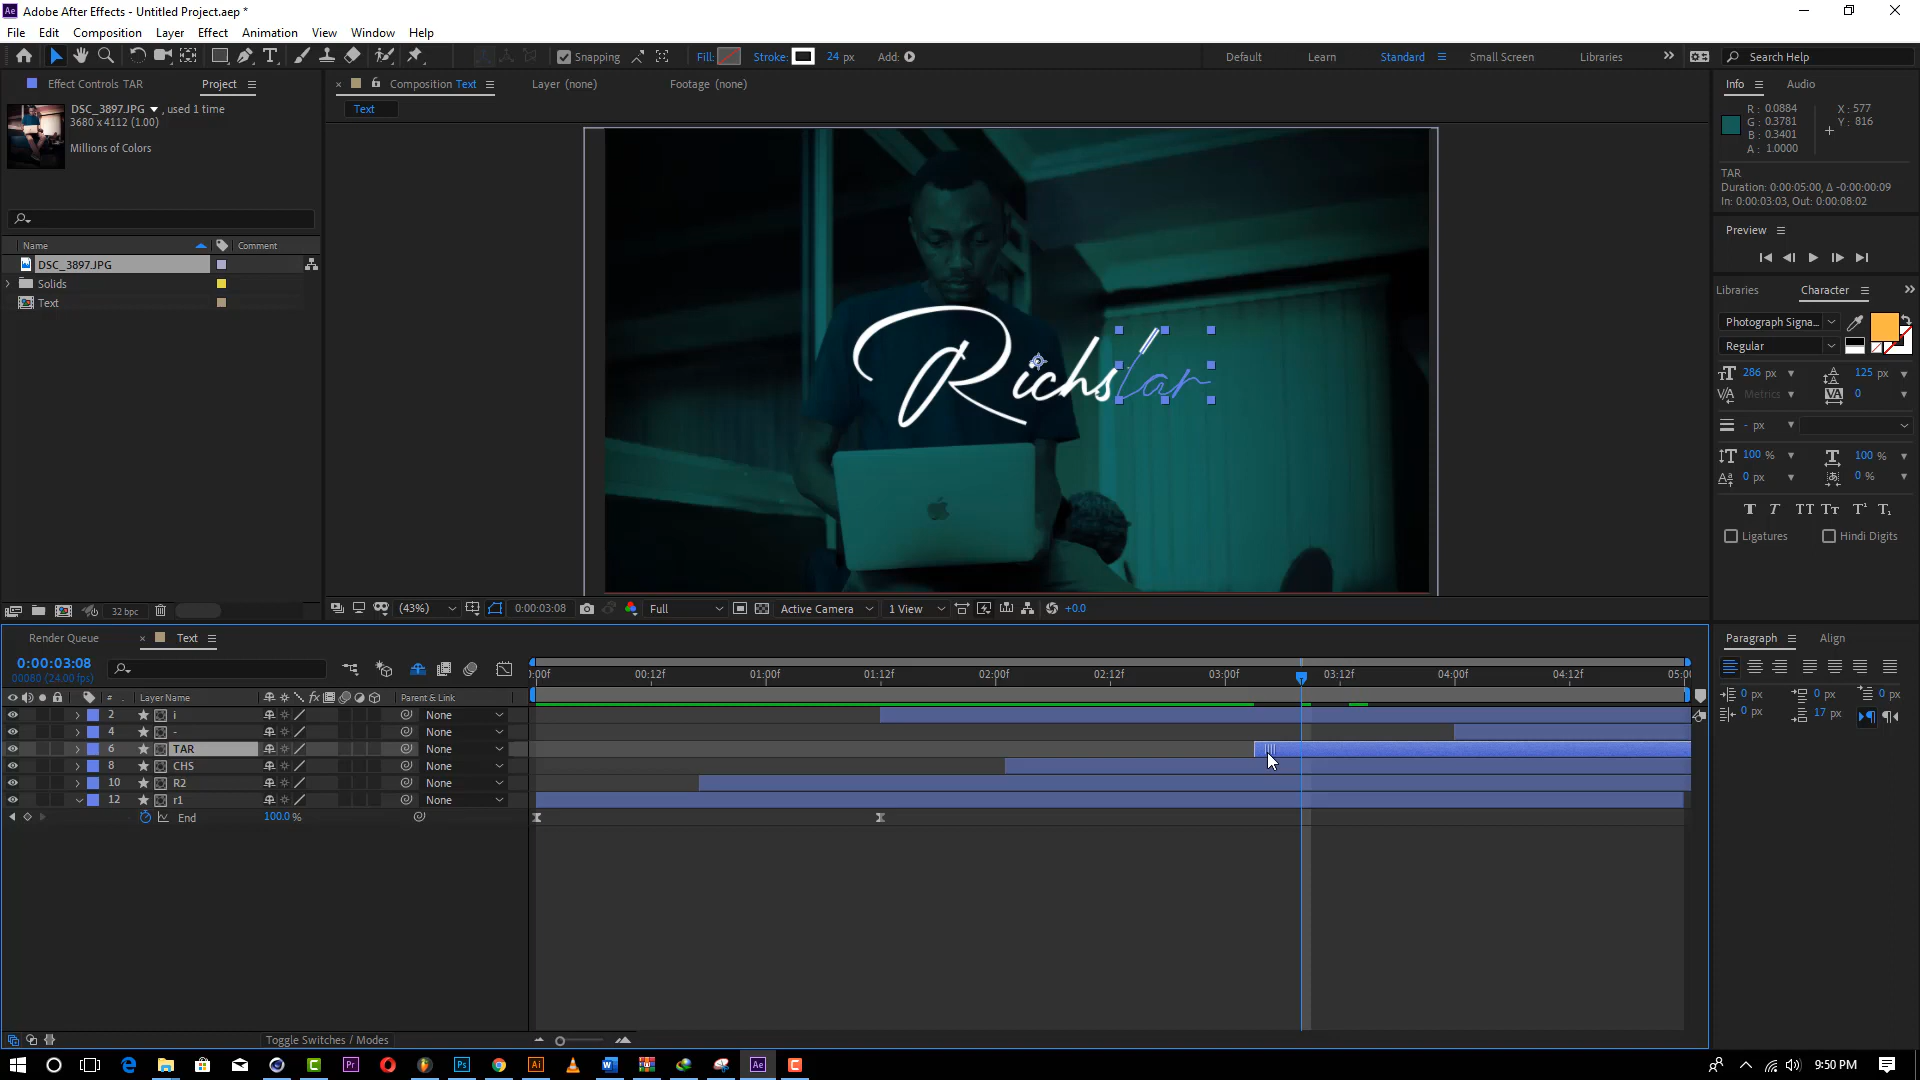 Adobe After Effects - Untitled Project.aep *
File Edit Composition Layer Effect Animation View Window Help
Snapping Fill: Stroke: 24 px Add: Default Learn Standard Small Screen Libraries Search Help
Effect Controls TAR Project
Composition Text Layer (none) Footage (none)
Info Audio
DSC_3897.JPG , used 1 time
3680 x 4112 (1.00)
Millions of Colors
Text
R : 0.0884
G : 0.3781
B : 0.3401
A : 1.0000
X : 577
Y : 816
TAR
Duration: 0:00:05:00, Δ -0:00:00:09
In: 0:00:03:03, Out: 0:00:08:02
Preview
Name Comment
DSC_3897.JPG
Solids
Text
Richstar
Libraries Character
Photograph Signa...
Regular
286 px 125 px
Metrics 0
- px
100 % 100 %
0 px 0 %
T T TT Tr T¹ T₁
Ligatures Hindi Digits
32 bpc
(43%) 0:00:03:08 Full Active Camera 1 View +0.0
Render Queue Text
Paragraph Align
0:00:03:08
00080 (24.00 fps)
:00f 00:12f 01:00f 01:12f 02:00f 02:12f 03:00f 03:12f 04:00f 04:12f 05:0
# Layer Name fx Parent & Link
2 i None
4 - None
6 TAR None
8 CHS None
10 R2 None
12 r1 None
End 100.0 %
0 px 0 px 0 px
0 px 17 px
Toggle Switches / Modes
9:50 PM